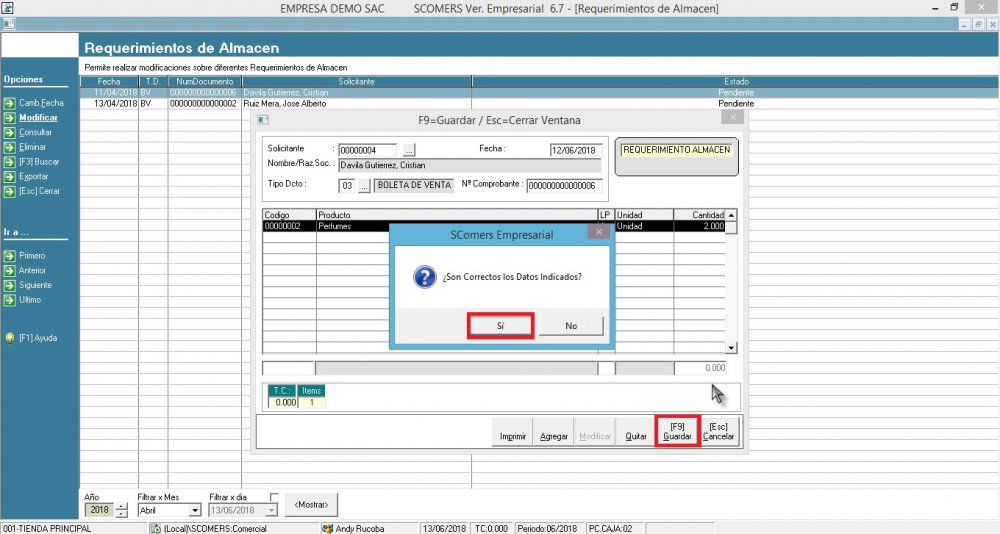 EMPRESA DEMO SAC SCOMERS Ver. Empresarial 6.7 - [Requerimientos de Almacen]
Requerimientos de Almacen
Permite realizar modificaciones sobre diferentes Requerimientos de Almacen
Opciones
Camb.Fecha
Modificar
Consultar
Eliminar
[F3] Buscar
Exportar
[Esc] Cerrar
Ir a ...
Primero
Anterior
Siguiente
Ultimo
[F1] Ayuda
Fecha T.D. NumDocumento Solicitante Estado
11/04/2018 BV 000000000000006 Davila Gutierrez, Cristian Pendiente
13/04/2018 BV 000000000000002 Ruiz Mera, Jose Alberto Pendiente
F9=Guardar / Esc=Cerrar Ventana
Solicitante : 00000004 ... Fecha : 12/06/2018
REQUERIMIENTO ALMACEN
Nombre/Raz.Soc. : Davila Gutierrez, Cristian
Tipo Dcto : 03 ... BOLETA DE VENTA Nº Comprobante : 000000000000006
Codigo Producto LP Unidad Cantidad
00000002 Perfumes Unidad 2.000
SComers Empresarial
¿Son Correctos los Datos Indicados?
Sí No
0.000
T.C.: Items
0.000 1
Imprimir Agregar Modificar Quitar [F9] Guardar [Esc] Cancelar
Año Filtrar x Mes Filtrar x dia
2018 Abril 13/06/2018 <Mostrar>
001-TIENDA PRINCIPAL (Local)\SCOMERS:Comercial Andy Rucoba 13/06/2018 TC:0.000 Periodo:06/2018 PC.CAJA:02